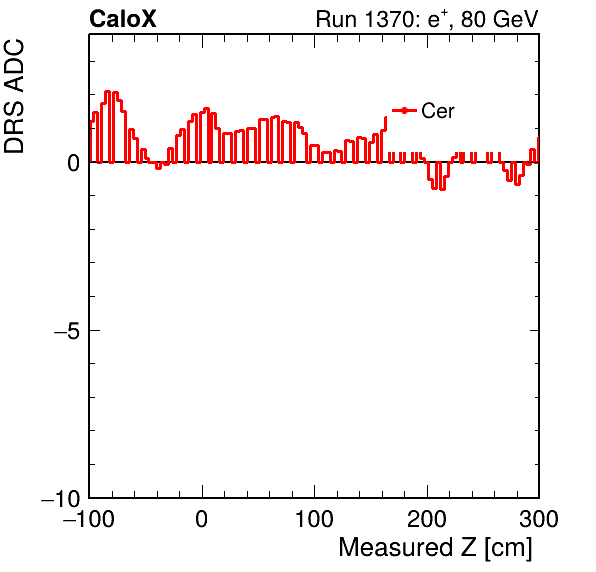 CaloX Run 1370: e⁺, 80 GeV
DRS ADC
Cer
0
−5
−10
−100 0 100 200 300
Measured Z [cm]